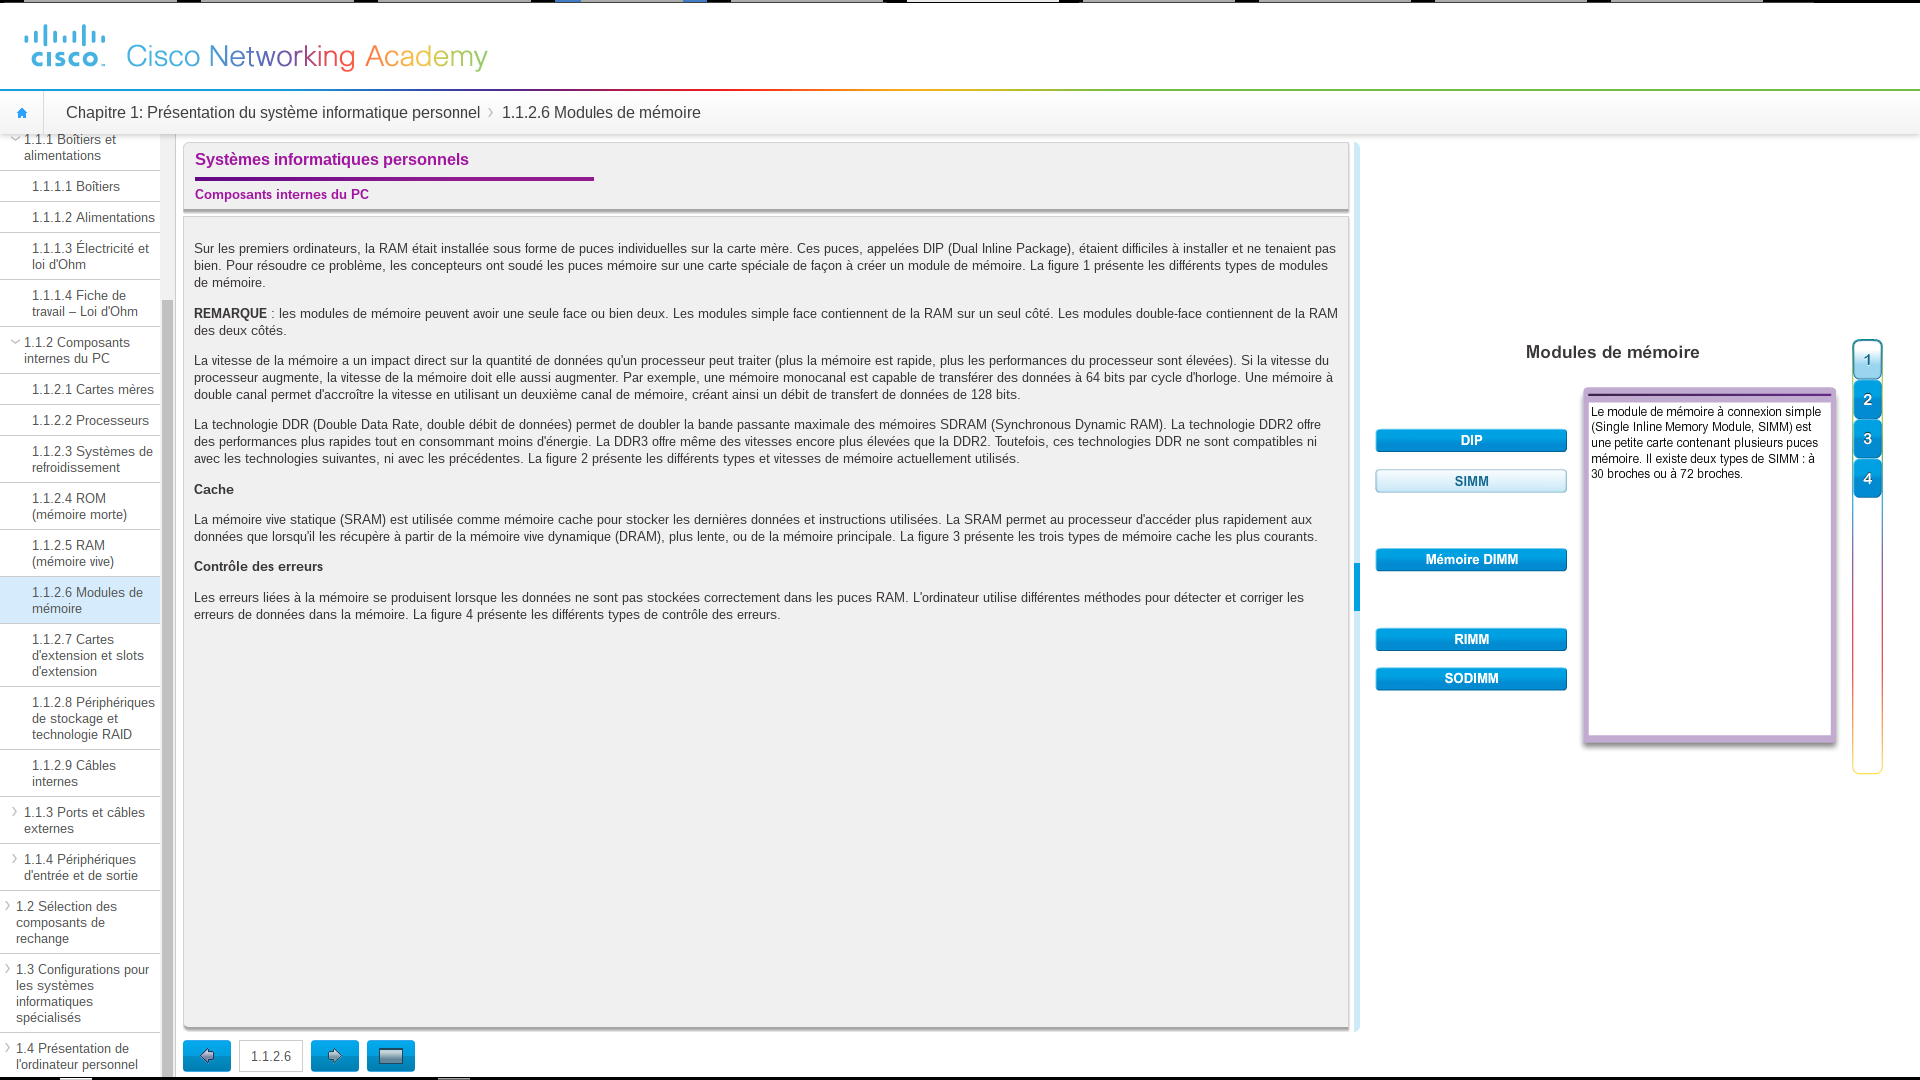 cisco
Cisco Networking Academy
Chapitre 1: Présentation du système informatique personnel
1.1.2.6 Modules de mémoire
1.1.1 Boîtiers et
alimentations
1.1.1.1 Boîtiers
1.1.1.2 Alimentations
1.1.1.3 Électricité et
loi d'Ohm
1.1.1.4 Fiche de
travail – Loi d'Ohm
1.1.2 Composants
internes du PC
1.1.2.1 Cartes mères
1.1.2.2 Processeurs
1.1.2.3 Systèmes de
refroidissement
1.1.2.4 ROM
(mémoire morte)
1.1.2.5 RAM
(mémoire vive)
1.1.2.6 Modules de
mémoire
1.1.2.7 Cartes
d'extension et slots
d'extension
1.1.2.8 Périphériques
de stockage et
technologie RAID
1.1.2.9 Câbles
internes
1.1.3 Ports et câbles
externes
1.1.4 Périphériques
d'entrée et de sortie
1.2 Sélection des
composants de
rechange
1.3 Configurations pour
les systèmes
informatiques
spécialisés
1.4 Présentation de
l'ordinateur personnel
Systèmes informatiques personnels
Composants internes du PC
Sur les premiers ordinateurs, la RAM était installée sous forme de puces individuelles sur la carte mère. Ces puces, appelées DIP (Dual Inline Package), étaient difficiles à installer et ne tenaient pas
bien. Pour résoudre ce problème, les concepteurs ont soudé les puces mémoire sur une carte spéciale de façon à créer un module de mémoire. La figure 1 présente les différents types de modules
de mémoire.
REMARQUE : les modules de mémoire peuvent avoir une seule face ou bien deux. Les modules simple face contiennent de la RAM sur un seul côté. Les modules double-face contiennent de la RAM
des deux côtés.
La vitesse de la mémoire a un impact direct sur la quantité de données qu'un processeur peut traiter (plus la mémoire est rapide, plus les performances du processeur sont élevées). Si la vitesse du
processeur augmente, la vitesse de la mémoire doit elle aussi augmenter. Par exemple, une mémoire monocanal est capable de transférer des données à 64 bits par cycle d'horloge. Une mémoire à
double canal permet d'accroître la vitesse en utilisant un deuxième canal de mémoire, créant ainsi un débit de transfert de données de 128 bits.
La technologie DDR (Double Data Rate, double débit de données) permet de doubler la bande passante maximale des mémoires SDRAM (Synchronous Dynamic RAM). La technologie DDR2 offre
des performances plus rapides tout en consommant moins d'énergie. La DDR3 offre même des vitesses encore plus élevées que la DDR2. Toutefois, ces technologies DDR ne sont compatibles ni
avec les technologies suivantes, ni avec les précédentes. La figure 2 présente les différents types et vitesses de mémoire actuellement utilisés.
Cache
La mémoire vive statique (SRAM) est utilisée comme mémoire cache pour stocker les dernières données et instructions utilisées. La SRAM permet au processeur d'accéder plus rapidement aux
données que lorsqu'il les récupère à partir de la mémoire vive dynamique (DRAM), plus lente, ou de la mémoire principale. La figure 3 présente les trois types de mémoire cache les plus courants.
Contrôle des erreurs
Les erreurs liées à la mémoire se produisent lorsque les données ne sont pas stockées correctement dans les puces RAM. L'ordinateur utilise différentes méthodes pour détecter et corriger les
erreurs de données dans la mémoire. La figure 4 présente les différents types de contrôle des erreurs.
1.1.2.6
Modules de mémoire
DIP
SIMM
Mémoire DIMM
RIMM
SODIMM
Le module de mémoire à connexion simple
(Single Inline Memory Module, SIMM) est
une petite carte contenant plusieurs puces
mémoire. Il existe deux types de SIMM : à
30 broches ou à 72 broches.
1
2
3
4